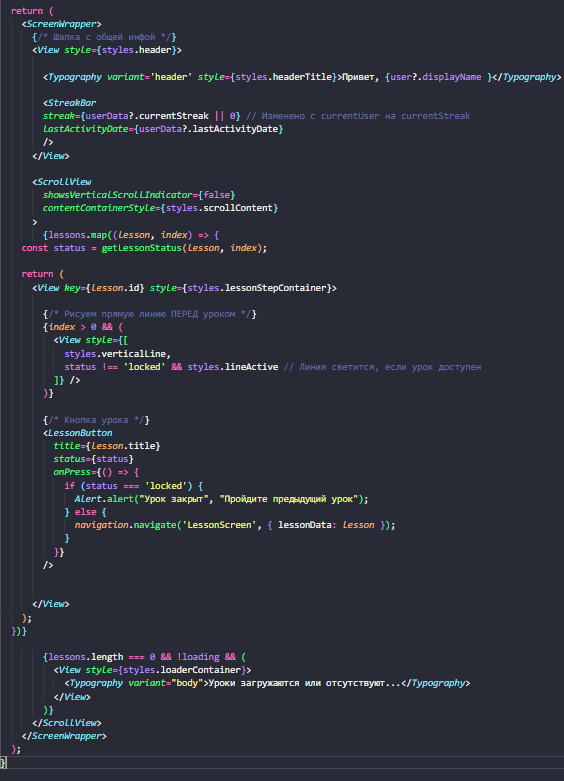 return (
<ScreenWrapper>
{/* Шапка с общей инфой */}
<View style={styles.header}>
<Typography variant='header' style={styles.headerTitle}>Привет, {user?.displayName }</Typography>
<StreakBar
streak={userData?.currentStreak || 0} // Изменено с currentUser на currentStreak
lastActivityDate={userData?.lastActivityDate}
/>
</View>
<ScrollView
showsVerticalScrollIndicator={false}
contentContainerStyle={styles.scrollContent}
>
{lessons.map((lesson, index) => {
const status = getLessonStatus(lesson, index);
return (
<View key={lesson.id} style={styles.lessonStepContainer}>
{/* Рисуем прямую линию ПЕРЕД уроком */}
{index > 0 && (
<View style={[
styles.verticalLine,
status !== 'locked' && styles.lineActive // Линия светится, если урок доступен
]} />
)}
{/* Кнопка урока */}
<LessonButton
title={lesson.title}
status={status}
onPress={() => {
if (status === 'locked') {
Alert.alert("Урок закрыт", "Пройдите предыдущий урок");
} else {
navigation.navigate('LessonScreen', { lessonData: lesson });
}
}}
/>
</View>
);
})}
{lessons.length === 0 && !loading && (
<View style={styles.loaderContainer}>
<Typography variant="body">Уроки загружаются или отсутствуют...</Typography>
</View>
)}
</ScrollView>
</ScreenWrapper>
);
}